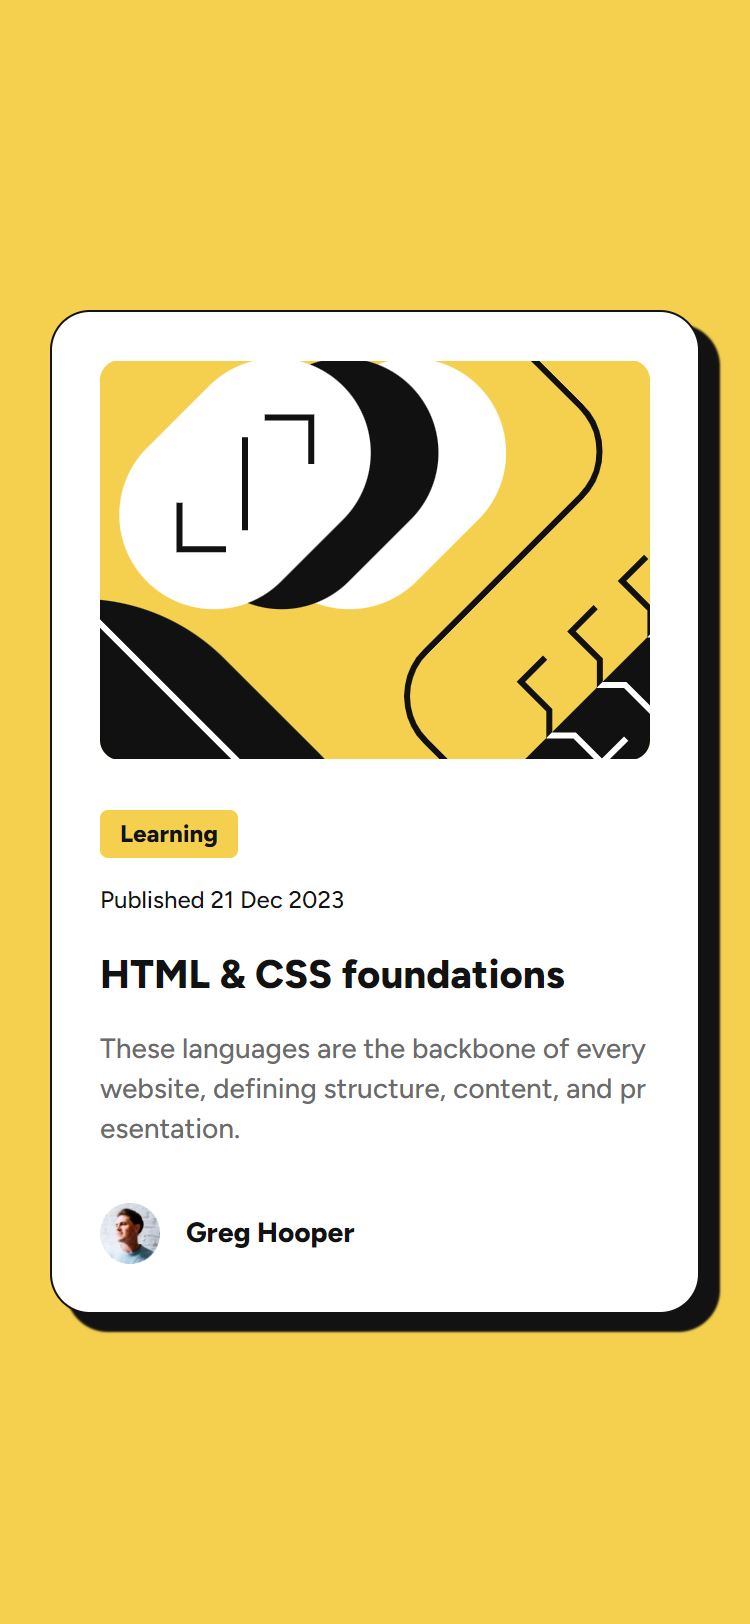 Learning
Published 21 Dec 2023
HTML & CSS foundations
These languages are the backbone of every
website, defining structure, content, and pr
esentation.
Greg Hooper